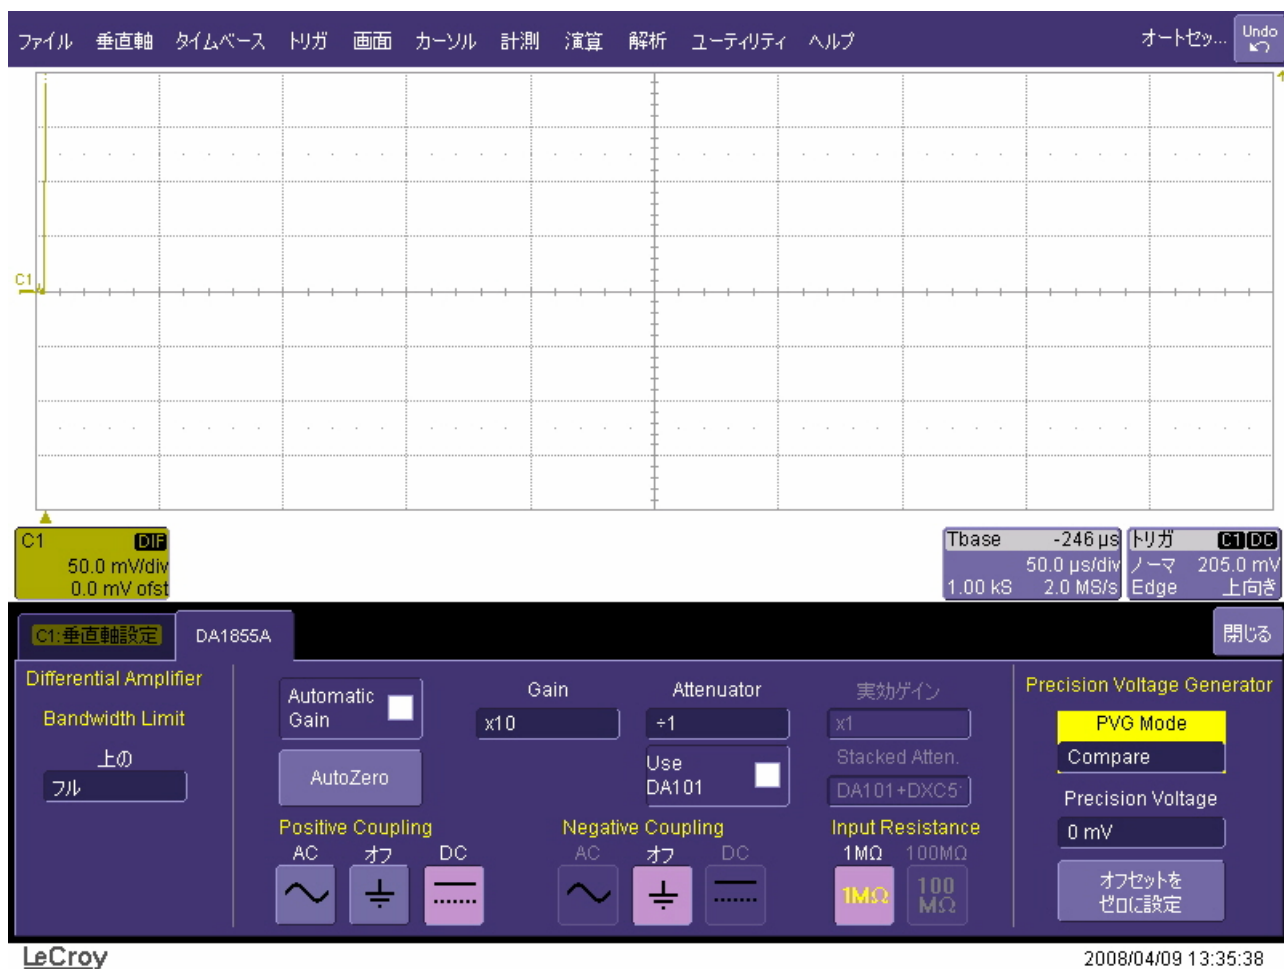 ファイル 垂直軸 タイムベース トリガ 画面 カーソル 計測 演算 解析 ユーティリティ ヘルプ オートセッ... Undo
C1
C1 DIF
50.0 mV/div
0.0 mV ofst
Tbase -246 µs
50.0 µs/div
1.00 kS 2.0 MS/s
トリガ C1 DC
ノーマ 205.0 mV
Edge 上向き
C1:垂直軸設定 DA1855A 閉じる
Differential Amplifier
Bandwidth Limit
上の
フル
Automatic
Gain
AutoZero
Gain
x10
Attenuator
÷1
Use
DA101
実効ゲイン
x1
Stacked Atten.
DA101+DXC5
Positive Coupling
AC オフ DC
Negative Coupling
AC オフ DC
Input Resistance
1MΩ 100MΩ
1MΩ 100
MΩ
Precision Voltage Generator
PVG Mode
Compare
Precision Voltage
0 mV
オフセットを
ゼロに設定
LeCroy 2008/04/09 13:35:38